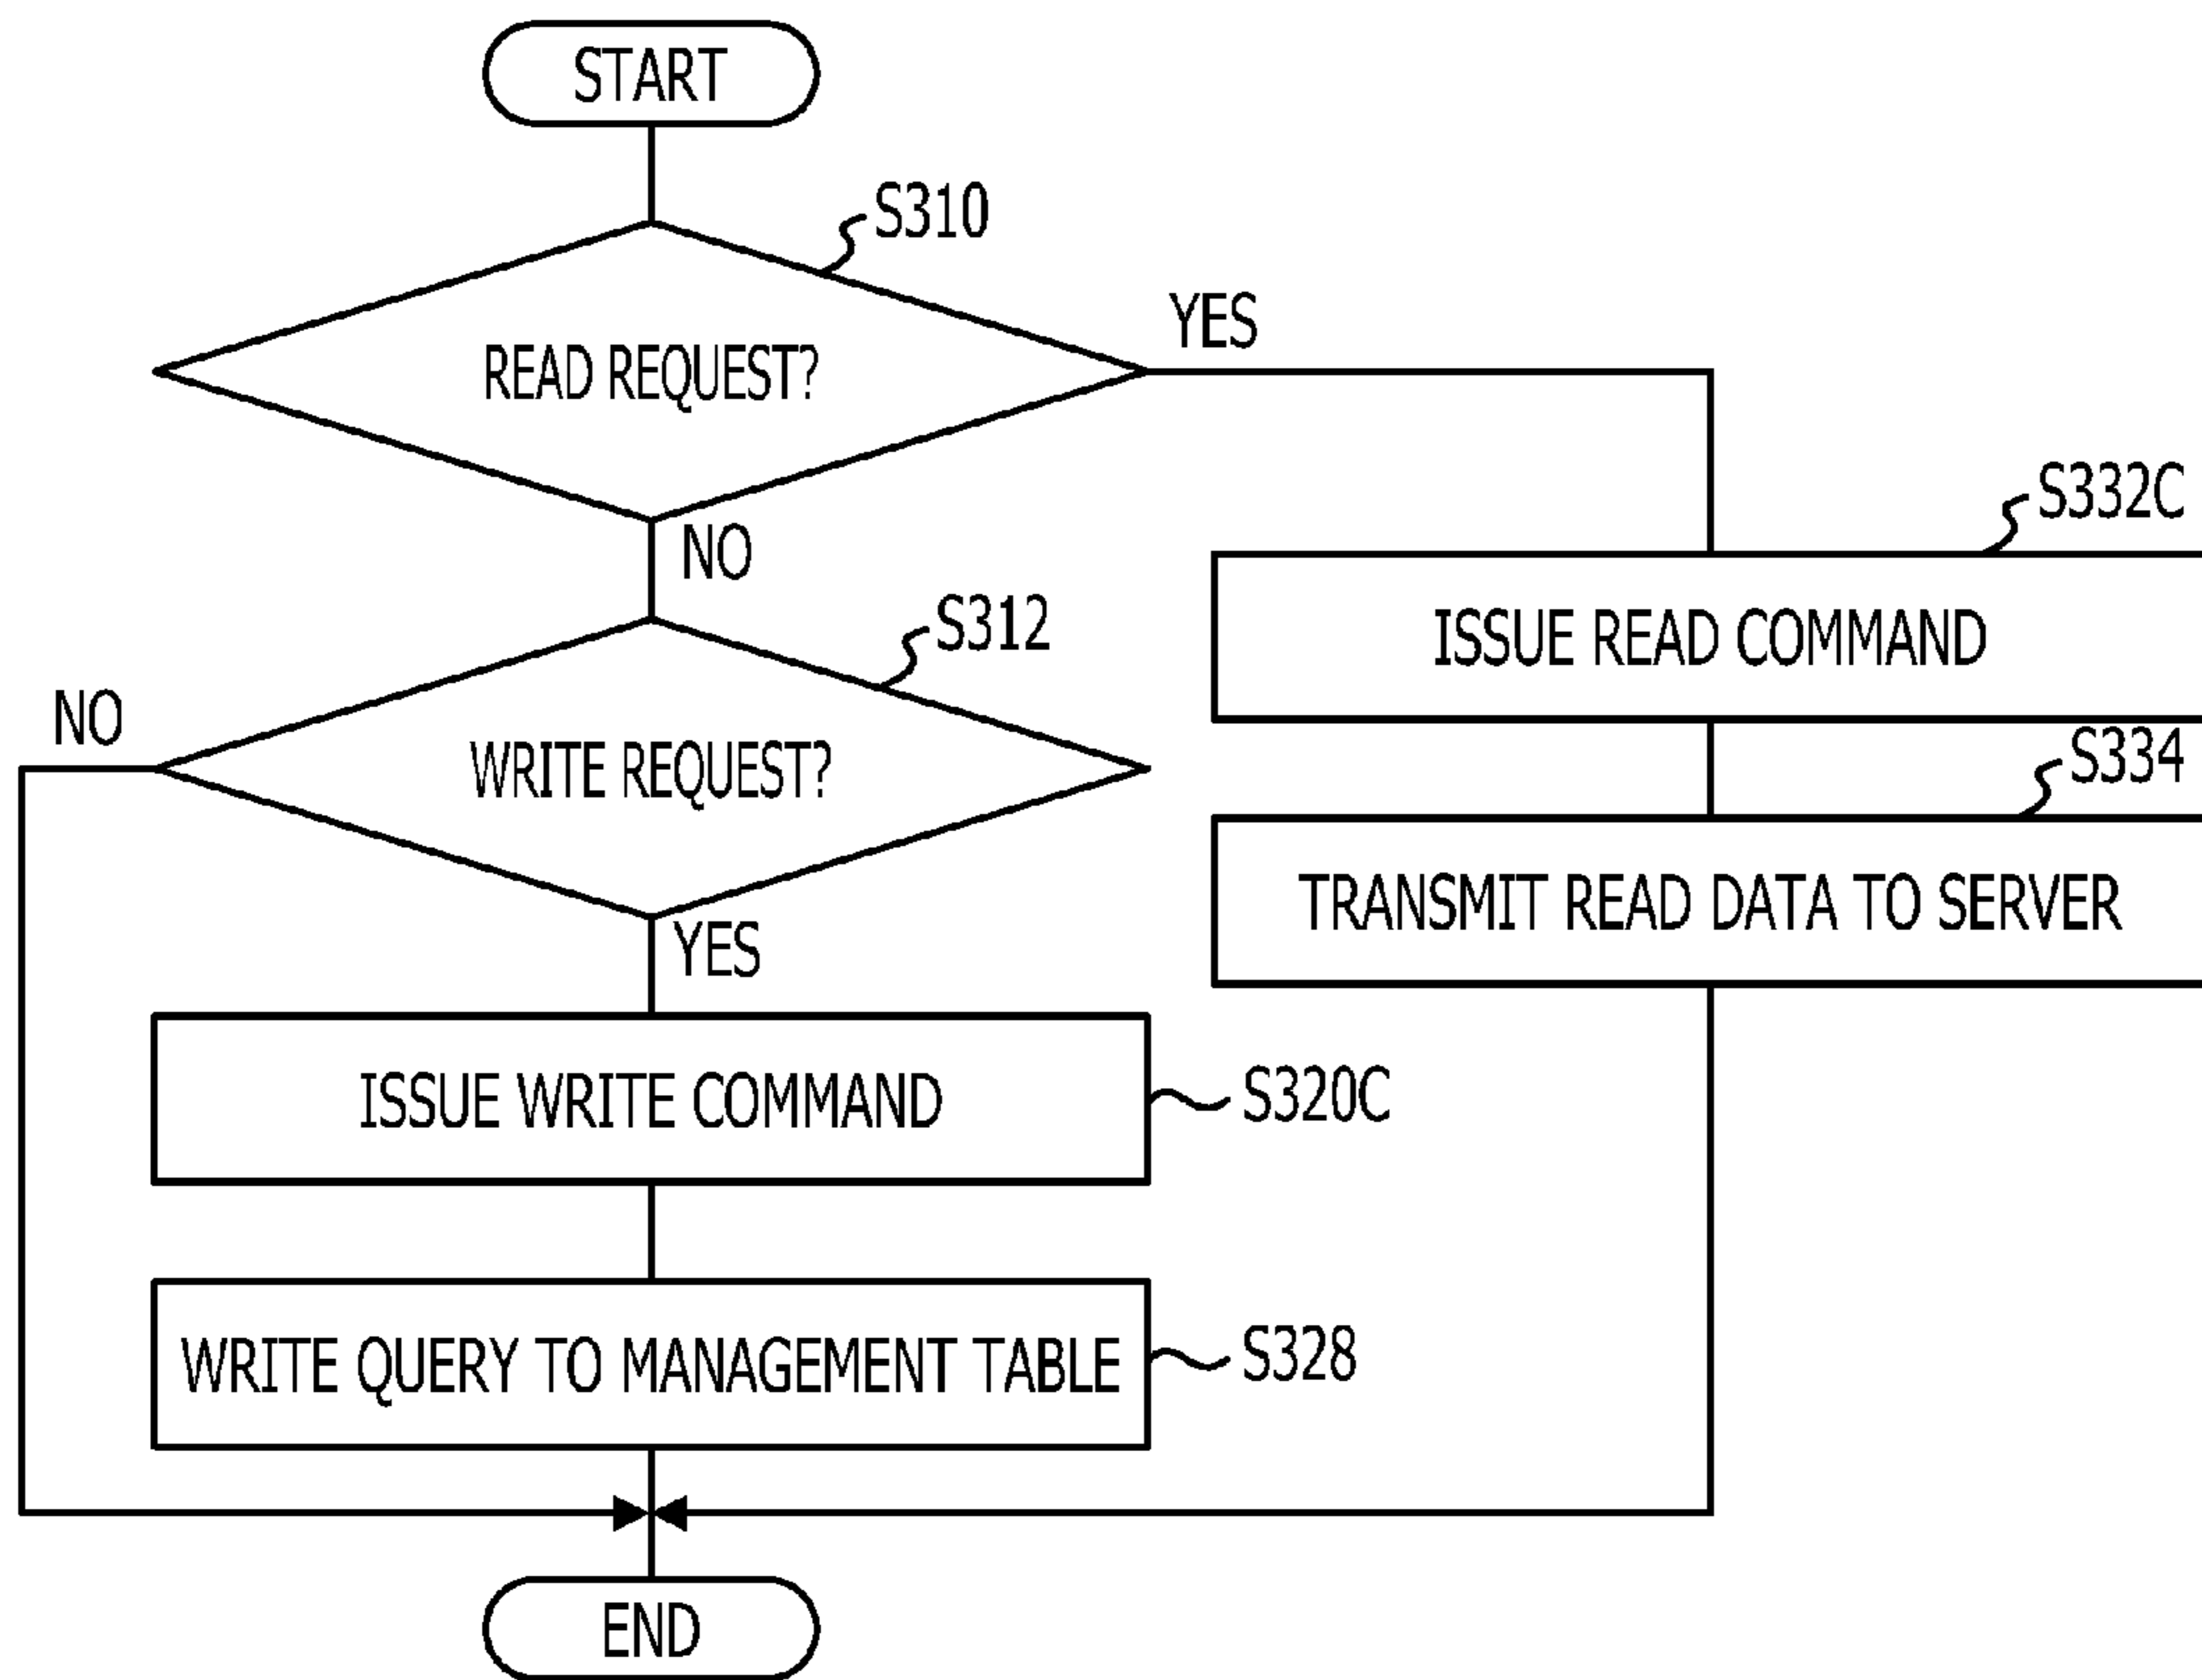 START
S310
READ REQUEST?
YES
NO
S332C
ISSUE READ COMMAND
S312
WRITE REQUEST?
NO
YES
S334
TRANSMIT READ DATA TO SERVER
ISSUE WRITE COMMAND
S320C
WRITE QUERY TO MANAGEMENT TABLE
S328
END